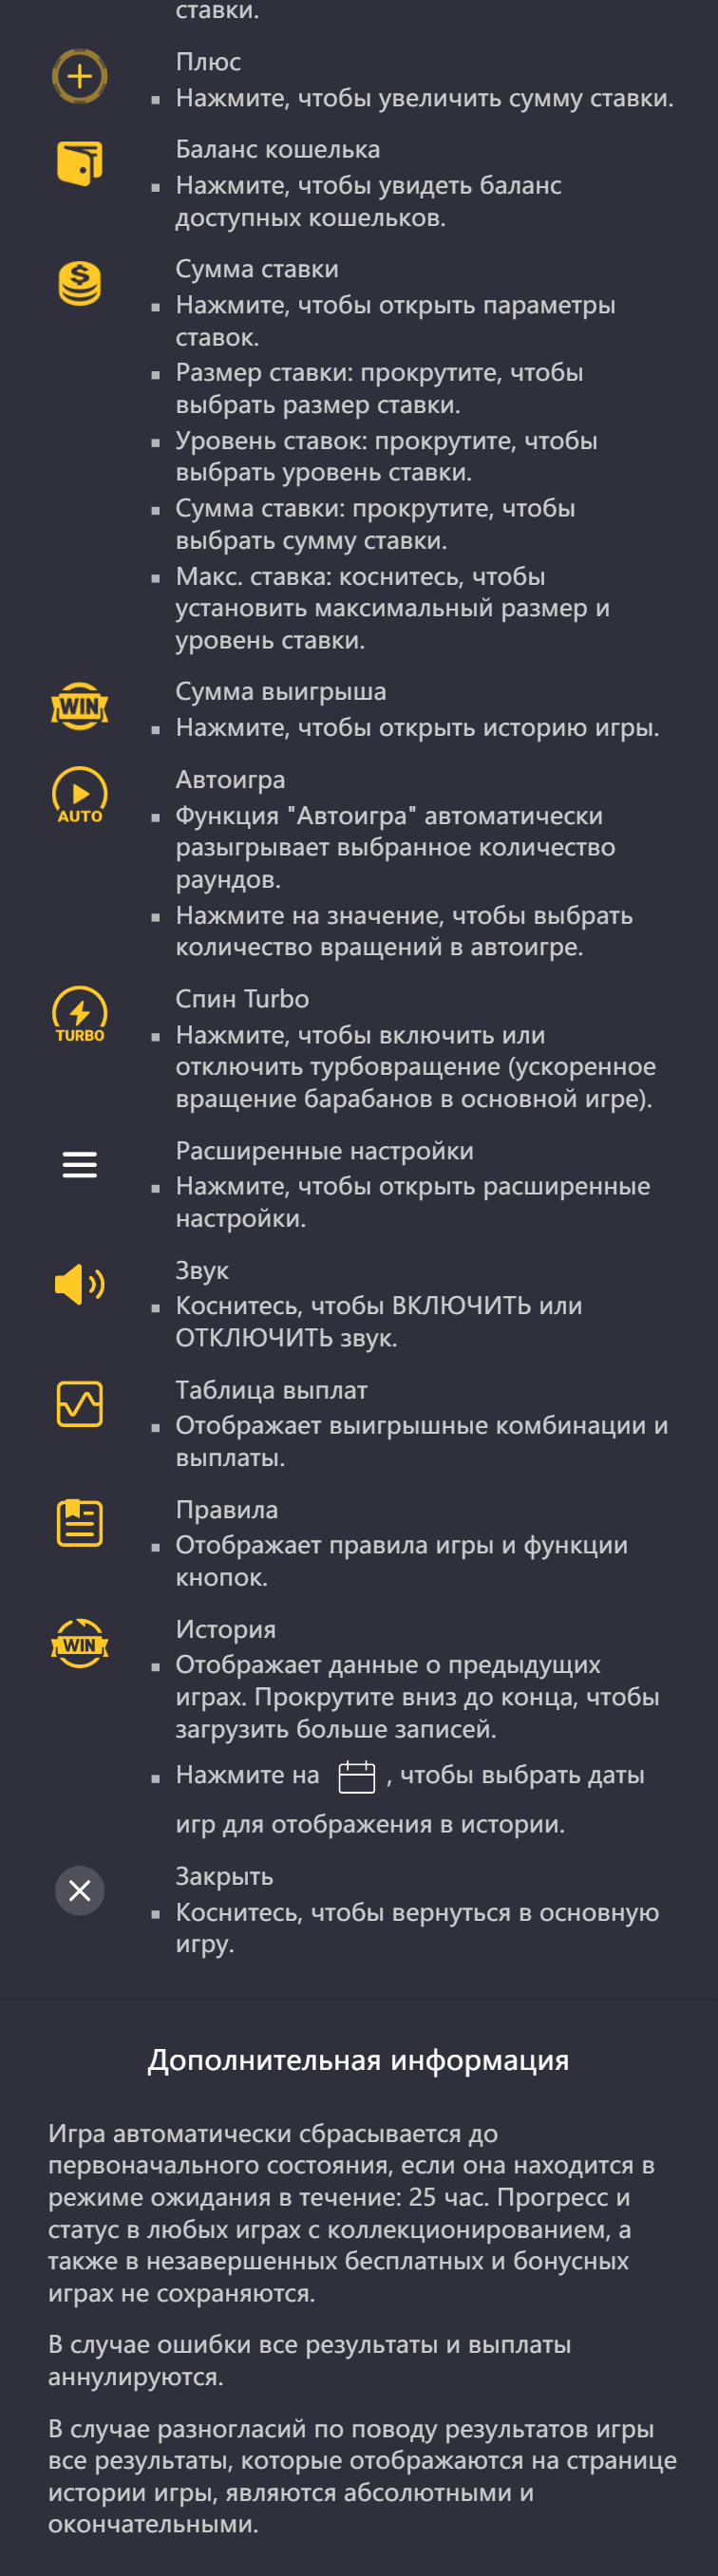 ставки.
Плюс
Нажмите, чтобы увеличить сумму ставки.
Баланс кошелька
Нажмите, чтобы увидеть баланс
доступных кошельков.
Сумма ставки
Нажмите, чтобы открыть параметры
ставок.
Размер ставки: прокрутите, чтобы
выбрать размер ставки.
Уровень ставок: прокрутите, чтобы
выбрать уровень ставки.
Сумма ставки: прокрутите, чтобы
выбрать сумму ставки.
Макс. ставка: коснитесь, чтобы
установить максимальный размер и
уровень ставки.
WIN
Сумма выигрыша
Нажмите, чтобы открыть историю игры.
AUTO
Автоигра
Функция "Автоигра" автоматически
разыгрывает выбранное количество
раундов.
Нажмите на значение, чтобы выбрать
количество вращений в автоигре.
TURBO
Спин Turbo
Нажмите, чтобы включить или
отключить турбовращение (ускоренное
вращение барабанов в основной игре).
Расширенные настройки
Нажмите, чтобы открыть расширенные
настройки.
Звук
Коснитесь, чтобы ВКЛЮЧИТЬ или
ОТКЛЮЧИТЬ звук.
Таблица выплат
Отображает выигрышные комбинации и
выплаты.
Правила
Отображает правила игры и функции
кнопок.
WIN
История
Отображает данные о предыдущих
играх. Прокрутите вниз до конца, чтобы
загрузить больше записей.
Нажмите на , чтобы выбрать даты
игр для отображения в истории.
Закрыть
Коснитесь, чтобы вернуться в основную
игру.
Дополнительная информация
Игра автоматически сбрасывается до
первоначального состояния, если она находится в
режиме ожидания в течение: 25 час. Прогресс и
статус в любых играх с коллекционированием, а
также в незавершенных бесплатных и бонусных
играх не сохраняются.
В случае ошибки все результаты и выплаты
аннулируются.
В случае разногласий по поводу результатов игры
все результаты, которые отображаются на странице
истории игры, являются абсолютными и
окончательными.